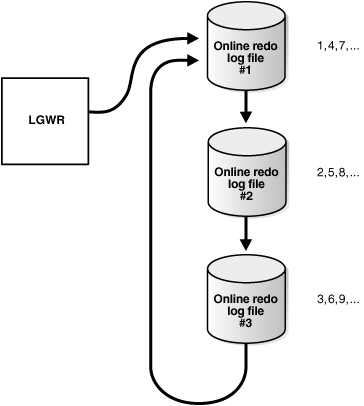 Online redo
log file
#1
1,4,7,...
LGWR
Online redo
log file
#2
2,5,8,...
Online redo
log file
#3
3,6,9,...